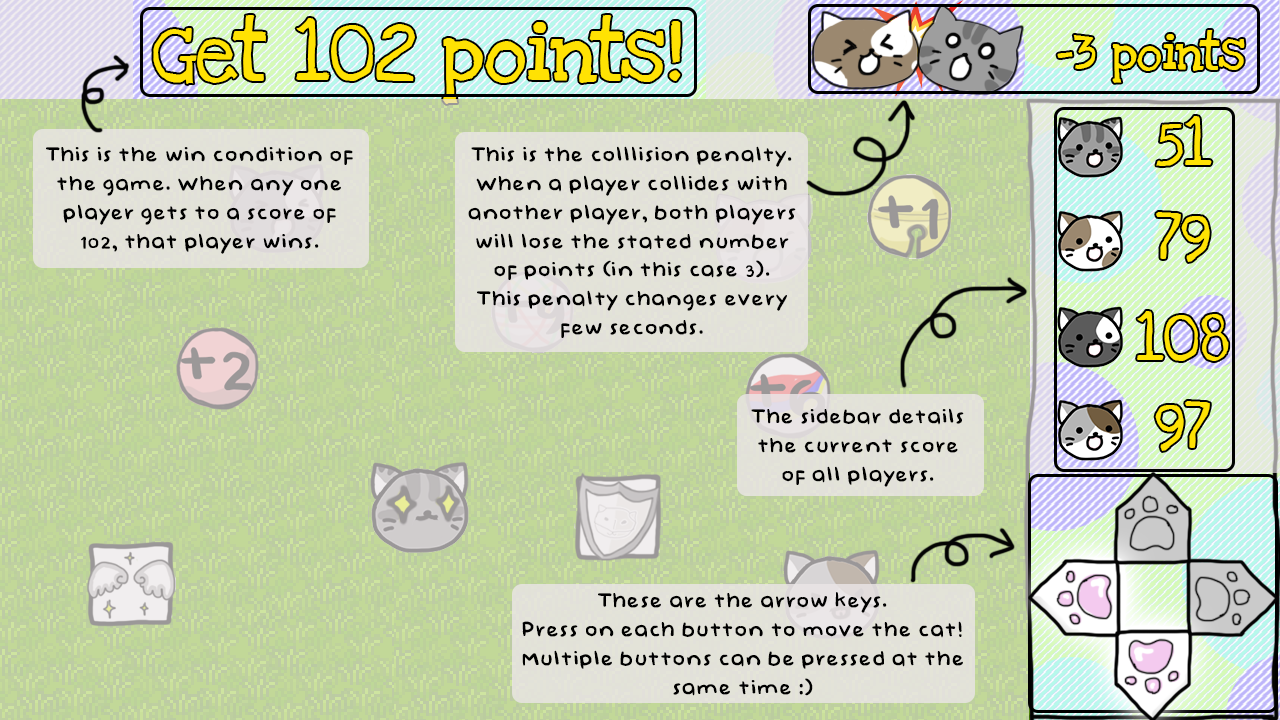 Get 102 points!
-3 points
This is the win condition of
the game. When any one
player gets to a score of
102, that player wins.
This is the colllision penalty.
When a player collides with
another player, both players
will lose the stated number
of points (in this case 3).
This penalty changes every
few seconds.
+1
51
79
108
97
+2
The sidebar details
the current score
of all players.
These are the arrow keys.
Press on each button to move the cat!
Multiple buttons can be pressed at the
same time :)